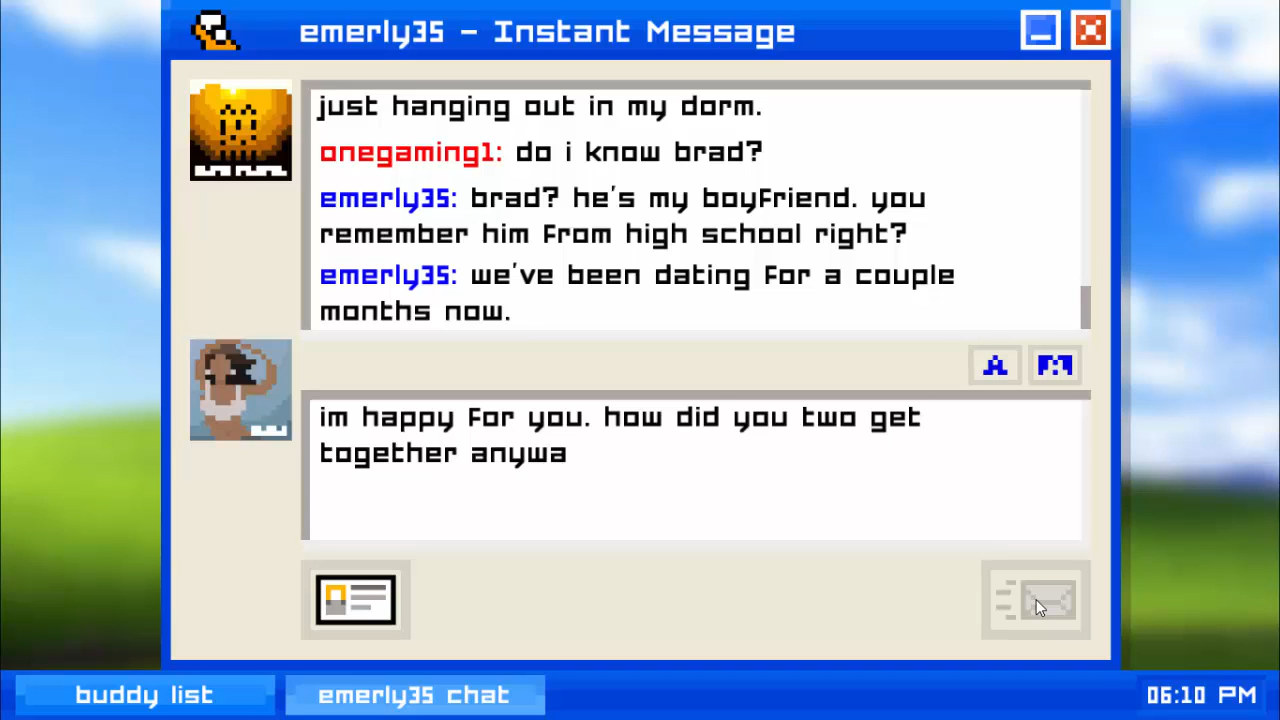 emerly35 - Instant Message
just hanging out in my dorm.
onegaming1: do i know brad?
emerly35: brad? he's my boyfriend. you
remember him from high school right?
emerly35: we've been dating for a couple
months now.
A
im happy for you. how did you two get
together anywa
buddy list
emerly35 chat
06:10 PM